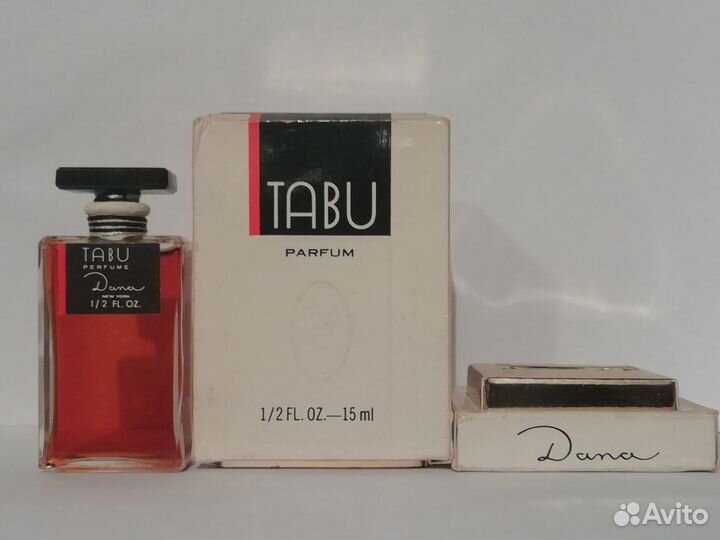 TABU
PERFUME
Dana
NEW YORK
1/2 FL. OZ.
TABU
PARFUM
1/2 FL. OZ.—15 ml
Dana
Avito